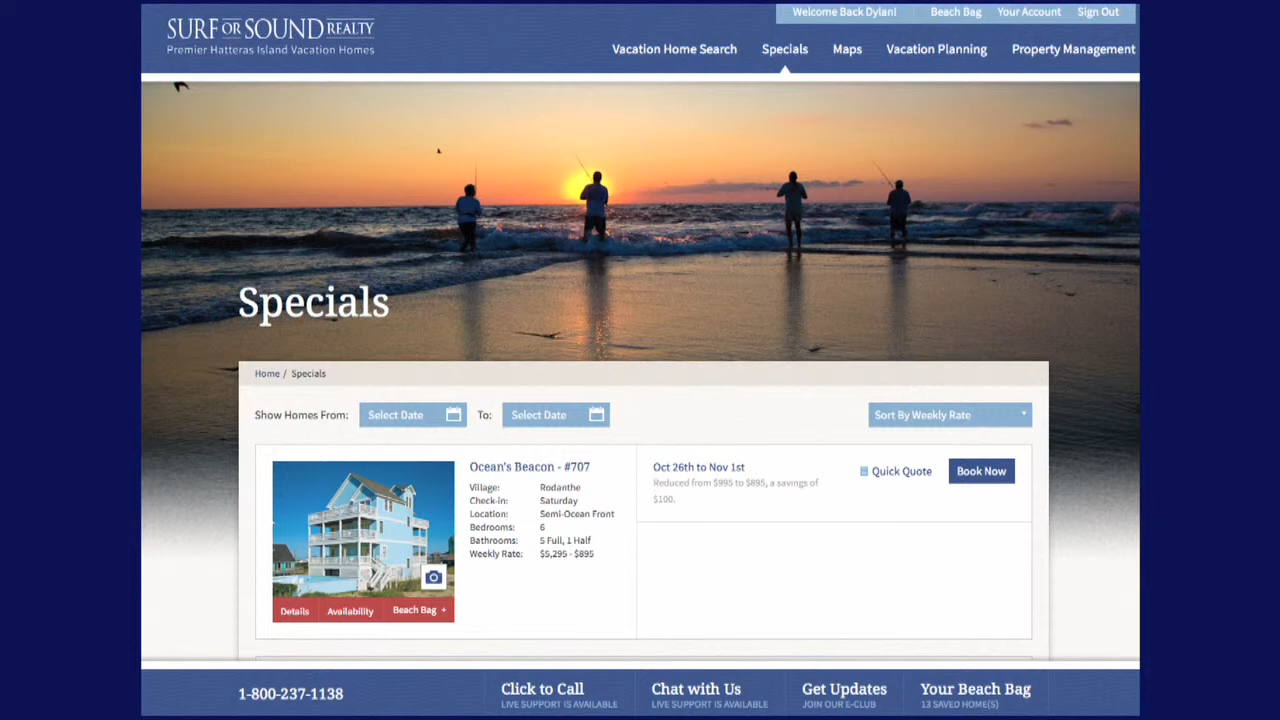 Welcome Back Dylan!
Beach Bag
Your Account
Sign Out
SURF OR SOUND REALTY
Premier Hatteras Island Vacation Homes
Vacation Home Search
Specials
Maps
Vacation Planning
Property Management
Specials
Home / Specials
Show Homes From:
Select Date
To:
Select Date
Sort By Weekly Rate
Ocean's Beacon - #707
Village: Rodanthe
Check-in: Saturday
Location: Semi-Ocean Front
Bedrooms: 6
Bathrooms: 5 Full, 1 Half
Weekly Rate: $5,295 - $895
Details
Availability
Beach Bag +
Oct 26th to Nov 1st
Reduced from $995 to $895, a savings of
$100.
Quick Quote
Book Now
1-800-237-1138
Click to Call
LIVE SUPPORT IS AVAILABLE
Chat with Us
LIVE SUPPORT IS AVAILABLE
Get Updates
JOIN OUR E-CLUB
Your Beach Bag
13 SAVED HOME(S)